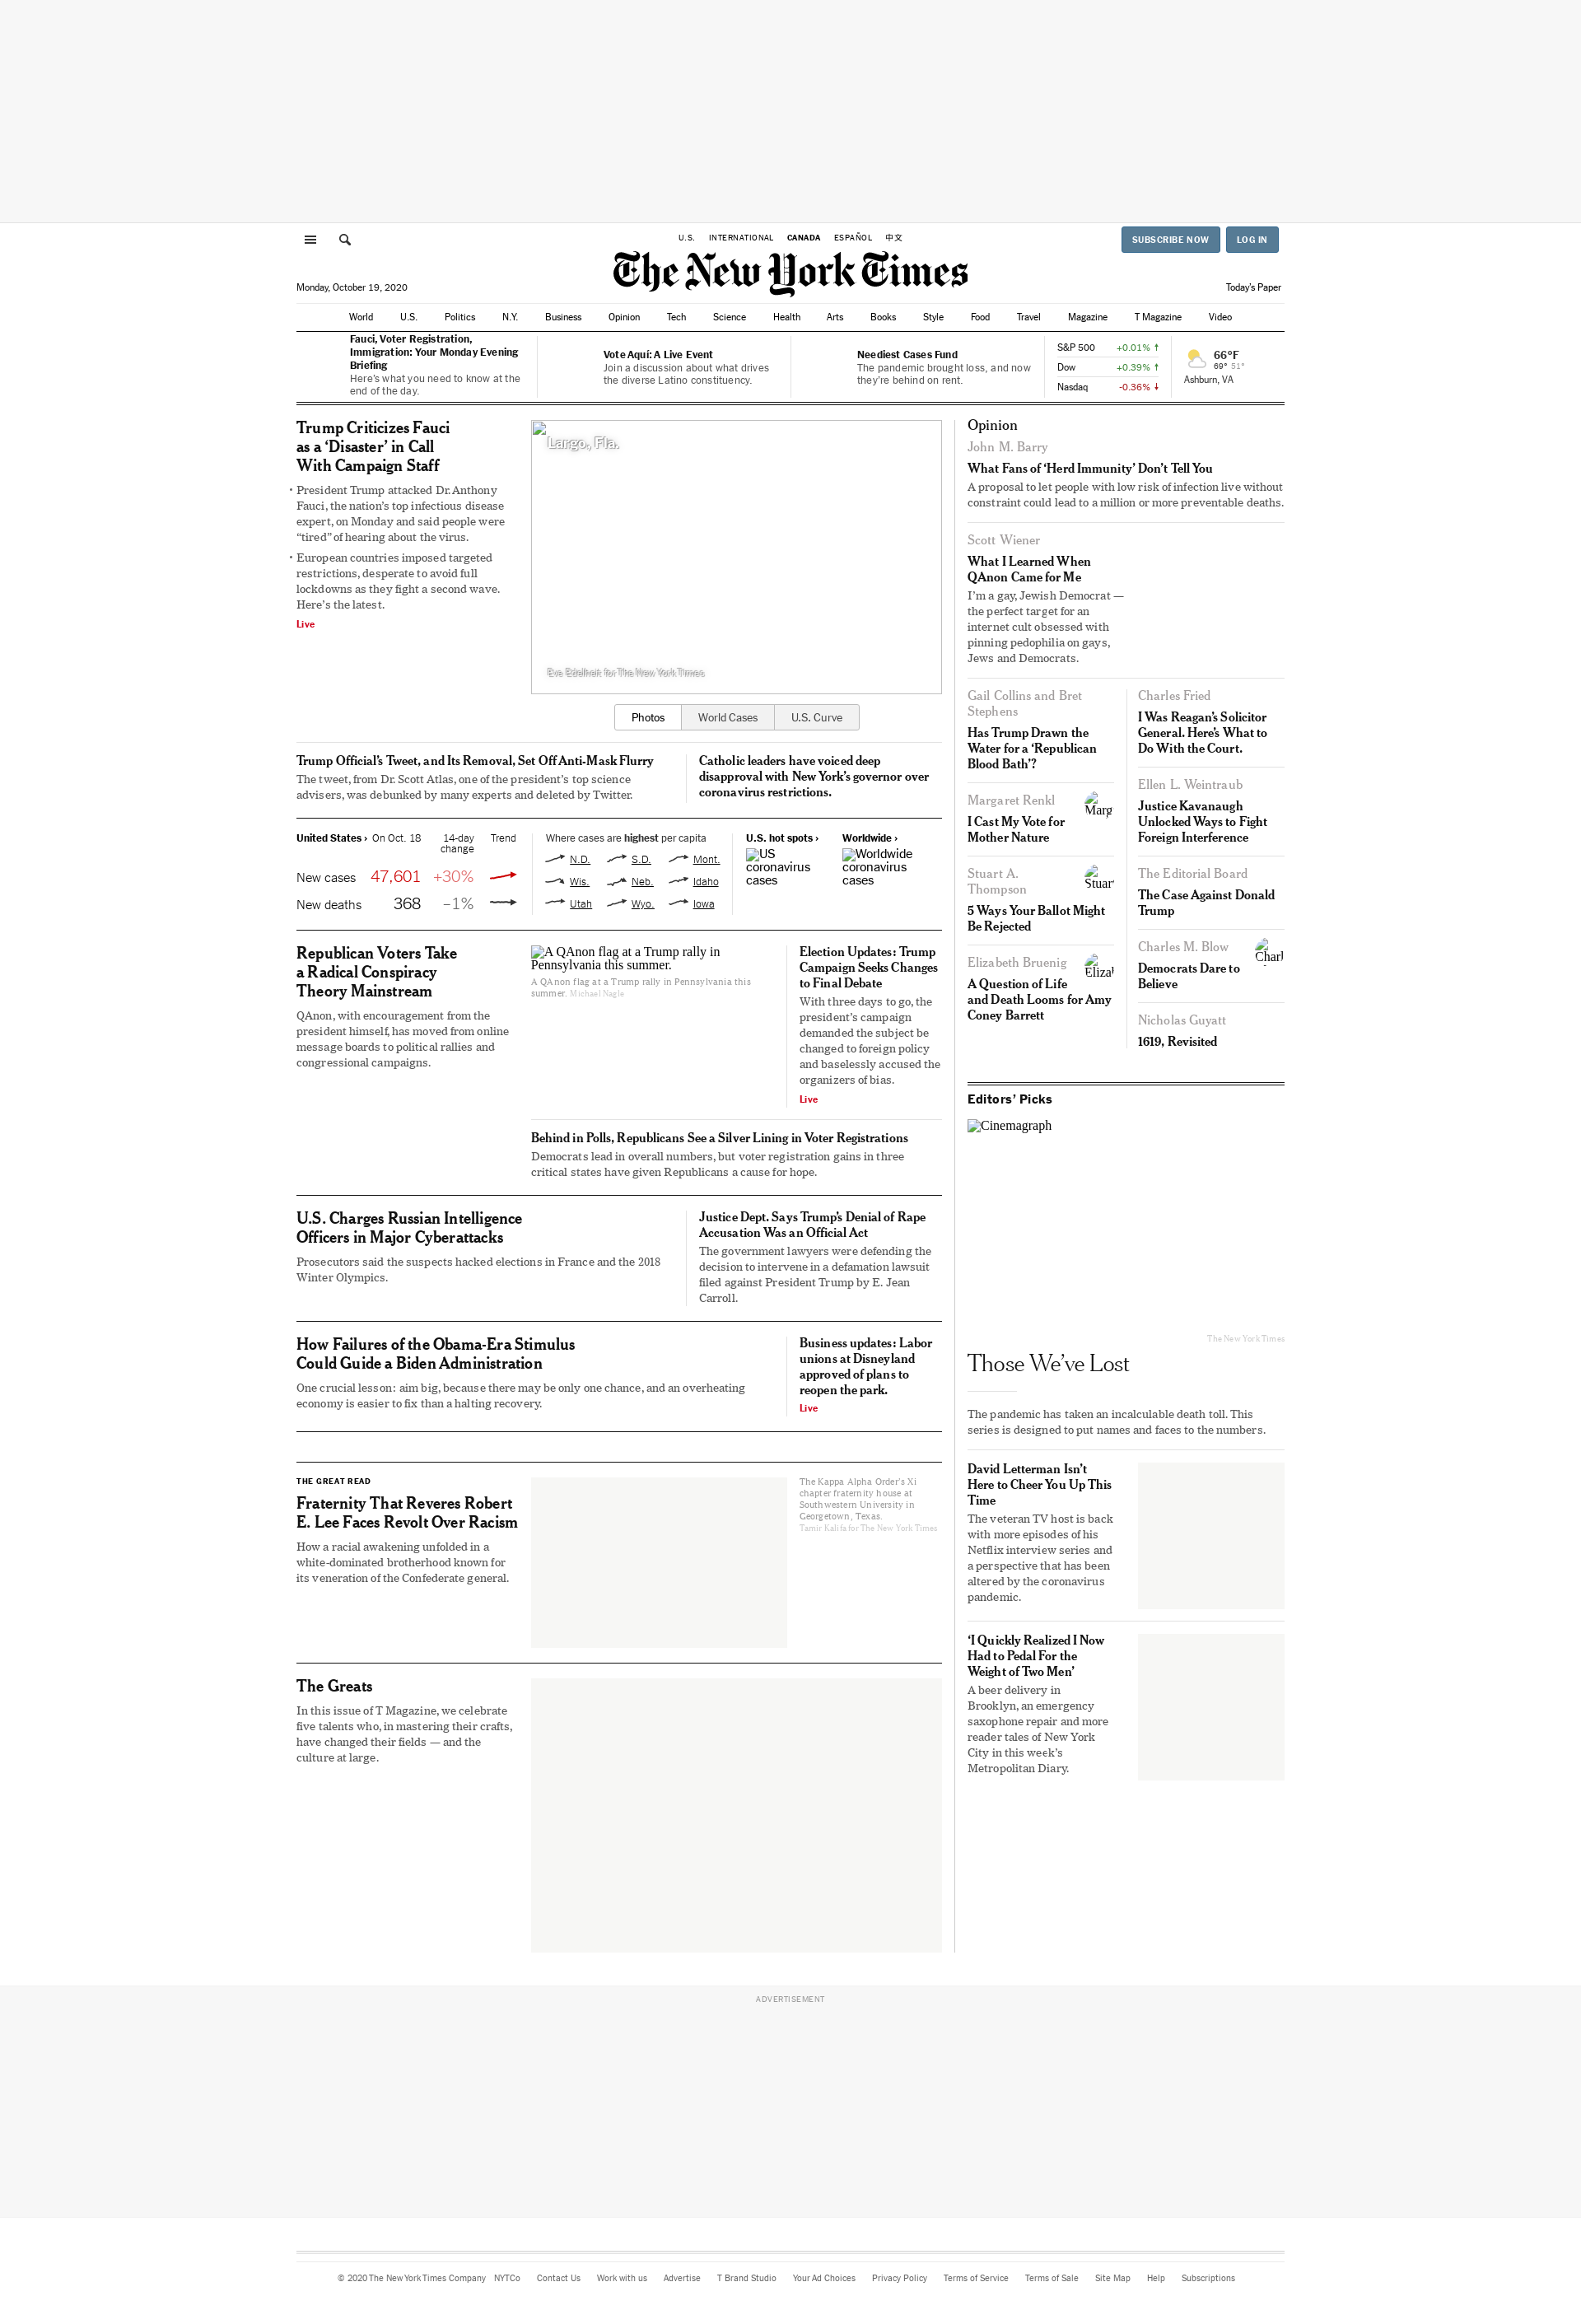 U.S. INTERNATIONAL CANADA ESPAÑOL 中文
SUBSCRIBE NOW LOG IN
The New York Times
Monday, October 19, 2020
Today's Paper
World U.S. Politics N.Y. Business Opinion Tech Science Health Arts Books Style Food Travel Magazine T Magazine Video
Fauci, Voter Registration,
Immigration: Your Monday Evening
Briefing
Here's what you need to know at the
end of the day.
Vote Aquí: A Live Event
Join a discussion about what drives
the diverse Latino constituency.
Neediest Cases Fund
The pandemic brought loss, and now
they're behind on rent.
S&P 500 +0.01%
Dow +0.39%
Nasdaq -0.36%
66°F
69° 51°
Ashburn, VA
Trump Criticizes Fauci
as a ‘Disaster’ in Call
With Campaign Staff
• President Trump attacked Dr. Anthony
Fauci, the nation's top infectious disease
expert, on Monday and said people were
“tired” of hearing about the virus.
• European countries imposed targeted
restrictions, desperate to avoid full
lockdowns as they fight a second wave.
Here's the latest.
Live
Largo, Fla.
Eve Edelheit for The New York Times
Photos World Cases U.S. Curve
Trump Official’s Tweet, and Its Removal, Set Off Anti-Mask Flurry
The tweet, from Dr. Scott Atlas, one of the president's top science
advisers, was debunked by many experts and deleted by Twitter.
Catholic leaders have voiced deep
disapproval with New York’s governor over
coronavirus restrictions.
United States › On Oct. 18 14-day
change Trend
New cases 47,601 +30%
New deaths 368 –1%
Where cases are highest per capita
N.D. S.D. Mont.
Wis. Neb. Idaho
Utah Wyo. Iowa
U.S. hot spots ›
US
coronavirus
cases
Worldwide ›
Worldwide
coronavirus
cases
Republican Voters Take
a Radical Conspiracy
Theory Mainstream
QAnon, with encouragement from the
president himself, has moved from online
message boards to political rallies and
congressional campaigns.
A QAnon flag at a Trump rally in
Pennsylvania this summer.
A QAnon flag at a Trump rally in Pennsylvania this
summer. Michael Nagle
Election Updates: Trump
Campaign Seeks Changes
to Final Debate
With three days to go, the
president's campaign
demanded the subject be
changed to foreign policy
and baselessly accused the
organizers of bias.
Live
Behind in Polls, Republicans See a Silver Lining in Voter Registrations
Democrats lead in overall numbers, but voter registration gains in three
critical states have given Republicans a cause for hope.
U.S. Charges Russian Intelligence
Officers in Major Cyberattacks
Prosecutors said the suspects hacked elections in France and the 2018
Winter Olympics.
Justice Dept. Says Trump’s Denial of Rape
Accusation Was an Official Act
The government lawyers were defending the
decision to intervene in a defamation lawsuit
filed against President Trump by E. Jean
Carroll.
How Failures of the Obama-Era Stimulus
Could Guide a Biden Administration
One crucial lesson: aim big, because there may be only one chance, and an overheating
economy is easier to fix than a halting recovery.
Business updates: Labor
unions at Disneyland
approved of plans to
reopen the park.
Live
THE GREAT READ
Fraternity That Reveres Robert
E. Lee Faces Revolt Over Racism
How a racial awakening unfolded in a
white-dominated brotherhood known for
its veneration of the Confederate general.
The Kappa Alpha Order's Xi
chapter fraternity house at
Southwestern University in
Georgetown, Texas.
Tamir Kalifa for The New York Times
The Greats
In this issue of T Magazine, we celebrate
five talents who, in mastering their crafts,
have changed their fields — and the
culture at large.
Opinion
John M. Barry
What Fans of ‘Herd Immunity’ Don’t Tell You
A proposal to let people with low risk of infection live without
constraint could lead to a million or more preventable deaths.
Scott Wiener
What I Learned When
QAnon Came for Me
I'm a gay, Jewish Democrat —
the perfect target for an
internet cult obsessed with
pinning pedophilia on gays,
Jews and Democrats.
Gail Collins and Bret
Stephens
Has Trump Drawn the
Water for a ‘Republican
Blood Bath’?
Margaret Renkl
Marg
I Cast My Vote for
Mother Nature
Stuart A.
Thompson
Stuart
5 Ways Your Ballot Might
Be Rejected
Elizabeth Bruenig
Elizab
A Question of Life
and Death Looms for Amy
Coney Barrett
Charles Fried
I Was Reagan’s Solicitor
General. Here’s What to
Do With the Court.
Ellen L. Weintraub
Justice Kavanaugh
Unlocked Ways to Fight
Foreign Interference
The Editorial Board
The Case Against Donald
Trump
Charles M. Blow
Charl
Democrats Dare to
Believe
Nicholas Guyatt
1619, Revisited
Editors’ Picks
Cinemagraph
The New York Times
Those We’ve Lost
The pandemic has taken an incalculable death toll. This
series is designed to put names and faces to the numbers.
David Letterman Isn’t
Here to Cheer You Up This
Time
The veteran TV host is back
with more episodes of his
Netflix interview series and
a perspective that has been
altered by the coronavirus
pandemic.
‘I Quickly Realized I Now
Had to Pedal For the
Weight of Two Men’
A beer delivery in
Brooklyn, an emergency
saxophone repair and more
reader tales of New York
City in this week's
Metropolitan Diary.
ADVERTISEMENT
© 2020 The New York Times Company NYTCo Contact Us Work with us Advertise T Brand Studio Your Ad Choices Privacy Policy Terms of Service Terms of Sale Site Map Help Subscriptions